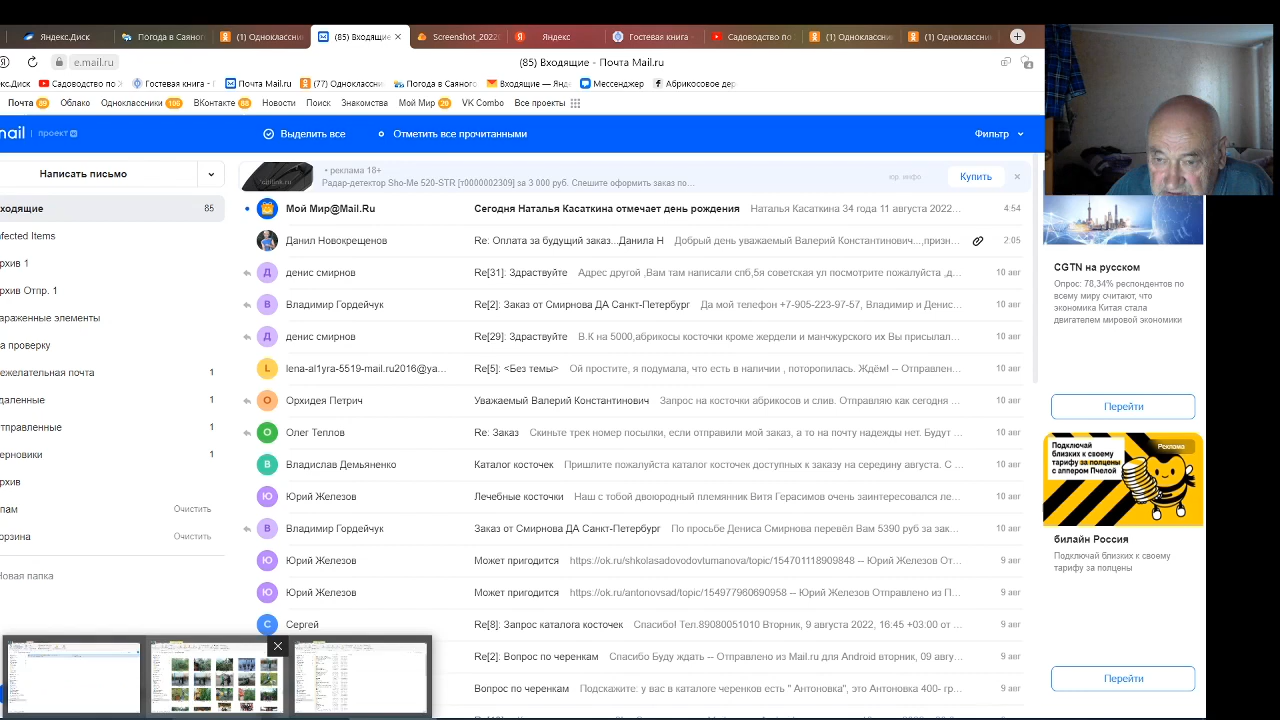 Яндекс.Диск
Погода в Саяног
(1) Одноклассни
(85) Входящие
Screenshot_2022
Яндекс
Гостевая книга -
Садоводство по
(1) Одноклассни
(1) Одноклассни
e.mail.ru
(85) Входящие - Почта Mail.ru
кс.Диск
Садоводство по
Гостевая книга - Г
Почта Mail.ru
(77) Одноклассни
Погода в Саяного
Входящие — Янде
Мессенджер
Абрикосовое дер
Почта 89
Облако
Одноклассники 106
ВКонтакте 88
Новости
Поиск
Знакомства
Мой Мир 20
VK Combo
Все проекты
mail | проект
Выделить все
Отметить все прочитанными
Фильтр
Написать письмо
ходящие 85
nfected Items
рхив 1
рхив Отпр. 1
араженные элементы
а проверку
ежелательная почта 1
даленные 1
тправленные 1
ерновики 1
рхив
пам Очистить
орзина Очистить
Новая папка
• реклама 18+
Радар-детектор Sho-Me 520-STR [т0000002309] за 3 000 руб. Спешите оформить заказ по…
юр. инфо
Купить
Мой Мир@Mail.Ru Сегодня Наталья Касаткина отмечает день рождения Наталья Касаткина 34 года 11 августа 2022… 4:54
Данил Новокрещенов Re: Оплата за будущий заказ...Данила Н Добрый день уважаемый Валерий Константинович...,призн… 2:05
денис смирнов Re[31]: Здраствуйте Адрес другой ,Вам там написали спб,5я советская ул посмотрите пожалуйста ,д… 10 авг
Владимир Гордейчук Re[2]: Заказ от Смирнова ДА Санкт-Петербург Да мой телефон +7-905-223-97-57, Владимир и Денис… 10 авг
денис смирнов Re[29]: Здраствуйте В.К на 5000,абрикосы косточки кроме жердели и манчжурского их Вы присылал… 10 авг
lena-al1yra-5519-mail.ru2016@ya… Re[5]: <Без темы> Ой простите, я подумала, что есть в наличии , поторопилась. Ждём! -- Отправлен… 10 авг
Орхидея Петрич Уважаемый Валерий Константинович Запрос на косточки абрикосов и слив. Отправляю как сегодня … 10 авг
Олег Теплов Re: Заказ Скиньте трек номер посылки, если отправили мой заказ, а то на почту надежды нет. Будут … 10 авг
Владислав Демьяненко Каталог косточек Пришлите пожалуйста каталог косточек доступных к заказу на середину августа. С … 10 авг
Юрий Железов Лечебные косточки Наш с тобой двоюродный племянник Витя Герасимов очень заинтересовался ле… 10 авг
Владимир Гордейчук Заказ от Смирнова ДА Санкт-Петербург По просьбе Дениса Смирнова перевёл Вам 5390 руб за зак… 10 авг
Юрий Железов Может пригодится https://ok.ru/shkolasadovodovtumanova/topic/154701118909848 -- Юрий Железов От… 9 авг
Юрий Железов Может пригодится https://ok.ru/antonovsad/topic/154977960690958 -- Юрий Железов Отправлено из П… 9 авг
Сергей Re[8]: Запрос каталога косточек Спасибо! Tel:89080051010 Вторник, 9 августа 2022, 16:45 +03:00 от … 9 авг
Re[2]: Вопрос по черенкам Спасибо Буду ждать -- Отправлено из Mail.ru для Android вторник, 09 авгу… 9 авг
Вопрос по черенкам Подскажите, у вас в каталоге черенков " Антоновка", это Антоновка 400- гр… 9 авг
CGTN на русском
Опрос: 78,34% респондентов по
всему миру считают, что
экономика Китая стала
двигателем мировой экономики
Перейти
Подключай
близких к своему
тарифу за полцены
с аппером Пчелой
Реклама
билайн Россия
Подключай близких к своему
тарифу за полцены
Перейти